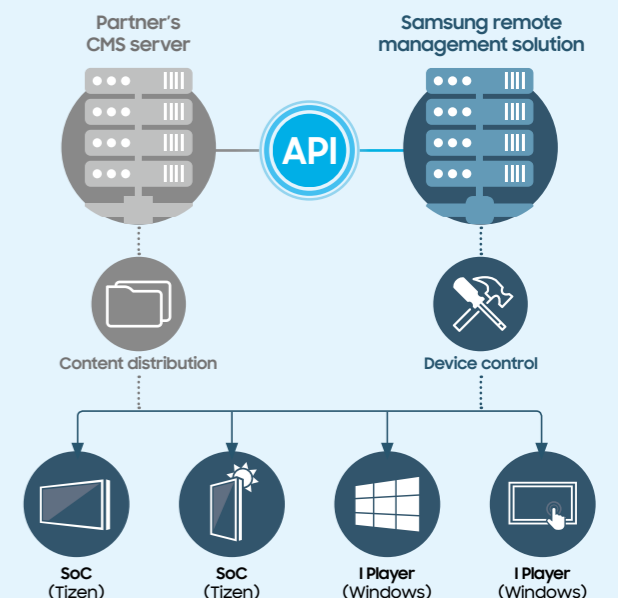 Partner's
CMS server
Samsung remote
management solution
API
Content distribution
Device control
SoC
(Tizen)
SoC
(Tizen)
I Player
(Windows)
I Player
(Windows)